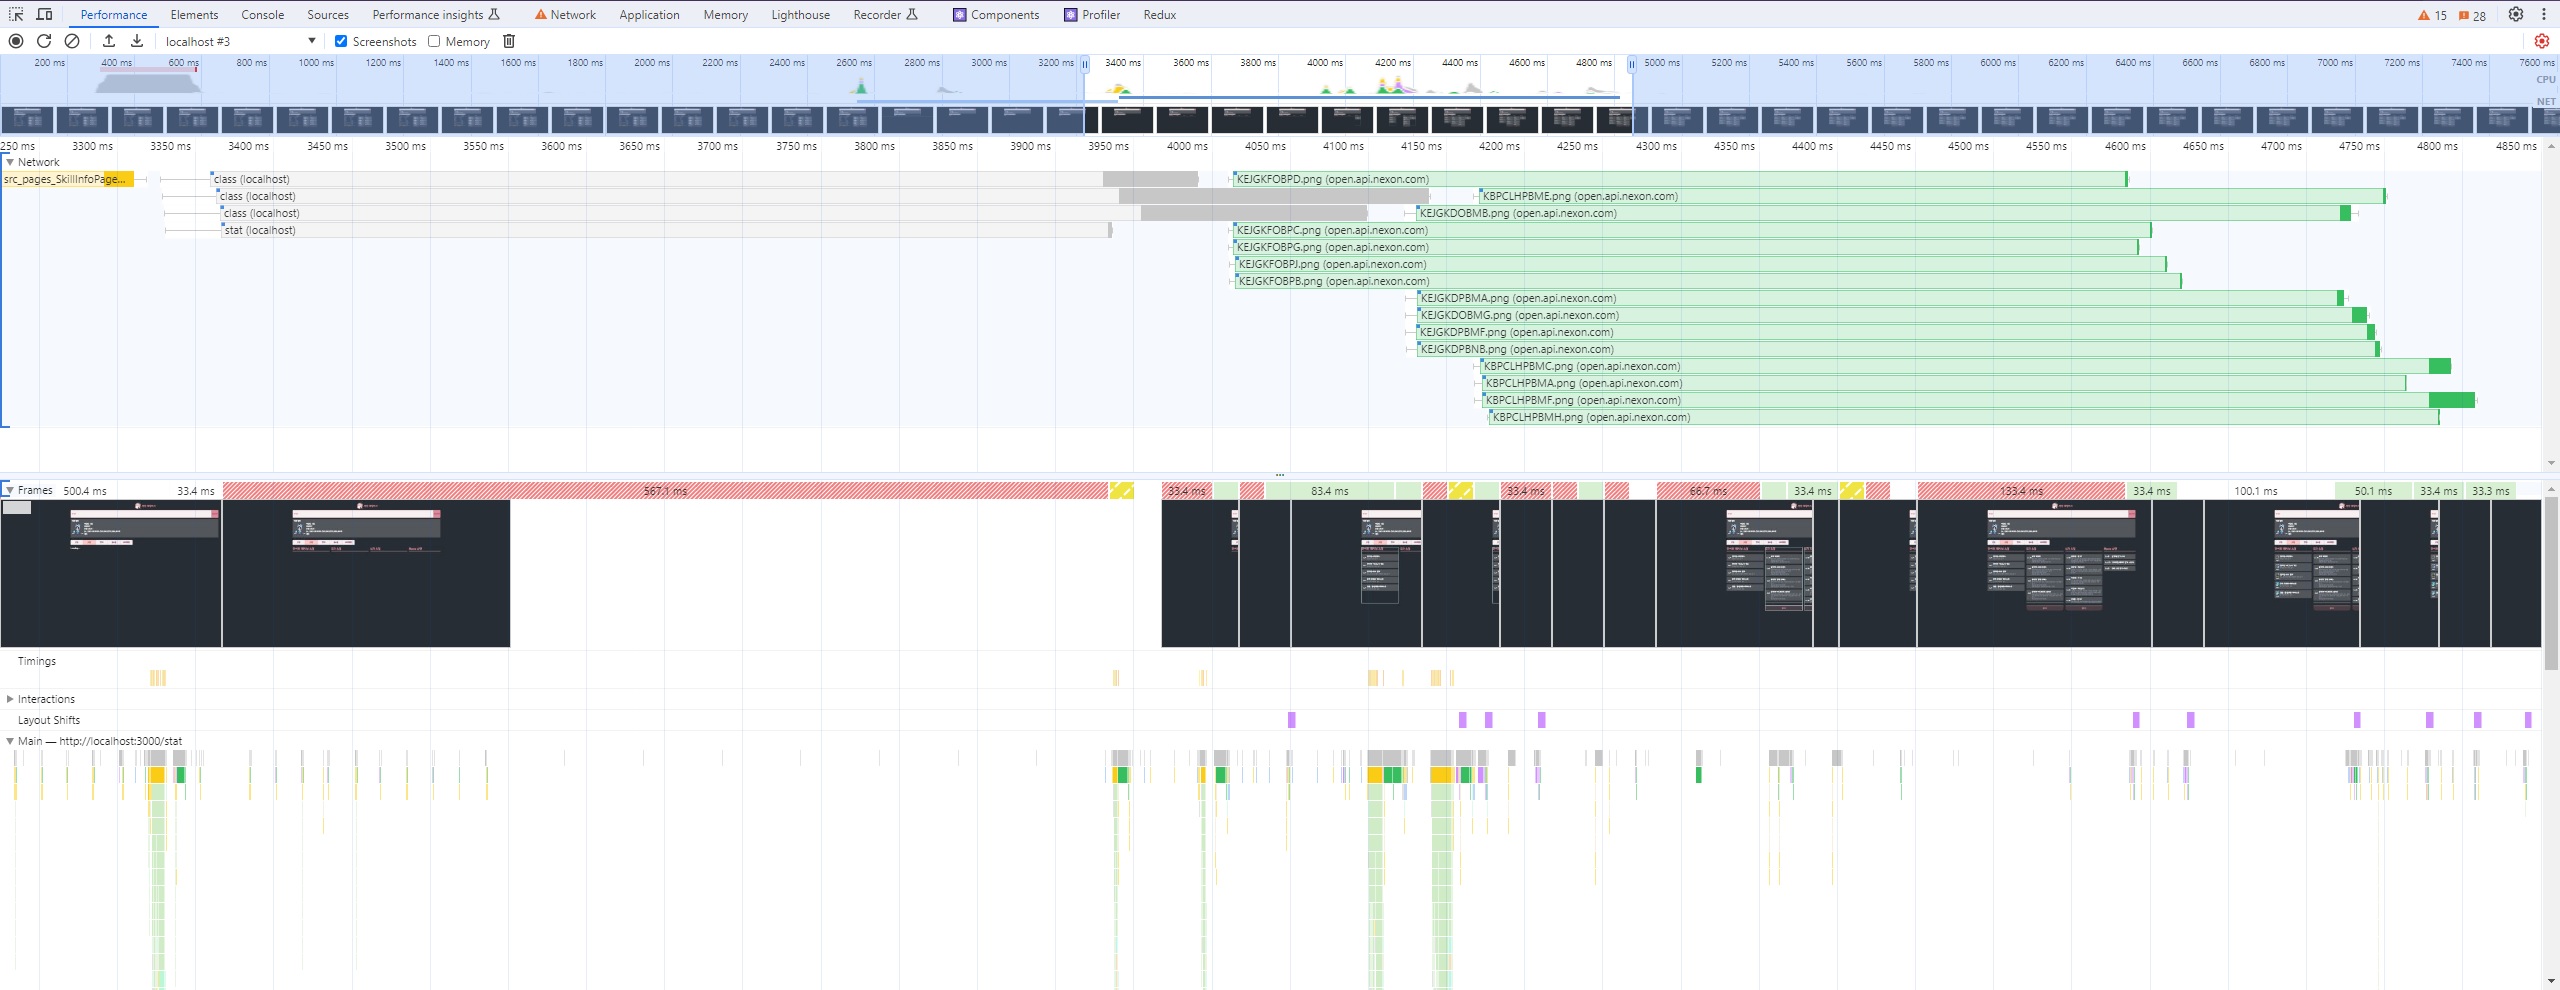 Performance Elements Console Sources Performance insights Network Application Memory Lighthouse Recorder Components Profiler Redux 15 28
localhost #3 Screenshots Memory
200 ms 400 ms 600 ms 800 ms 1000 ms 1200 ms 1400 ms 1600 ms 1800 ms 2000 ms 2200 ms 2400 ms 2600 ms 2800 ms 3000 ms 3200 ms 3400 ms 3600 ms 3800 ms 4000 ms 4200 ms 4400 ms 4600 ms 4800 ms 5000 ms 5200 ms 5400 ms 5600 ms 5800 ms 6000 ms 6200 ms 6400 ms 6600 ms 6800 ms 7000 ms 7200 ms 7400 ms 7600 ms
CPU
NET
250 ms 3300 ms 3350 ms 3400 ms 3450 ms 3500 ms 3550 ms 3600 ms 3650 ms 3700 ms 3750 ms 3800 ms 3850 ms 3900 ms 3950 ms 4000 ms 4050 ms 4100 ms 4150 ms 4200 ms 4250 ms 4300 ms 4350 ms 4400 ms 4450 ms 4500 ms 4550 ms 4600 ms 4650 ms 4700 ms 4750 ms 4800 ms 4850 ms
Network
src_pages_SkillInfoPage... class (localhost) KEJGKFOBPD.png (open.api.nexon.com)
class (localhost) KBPCLHPBME.png (open.api.nexon.com)
class (localhost) KEJGKDOBMB.png (open.api.nexon.com)
stat (localhost) KEJGKFOBPC.png (open.api.nexon.com)
KEJGKFOBPG.png (open.api.nexon.com)
KEJGKFOBPJ.png (open.api.nexon.com)
KEJGKFOBPB.png (open.api.nexon.com)
KEJGKDPBMA.png (open.api.nexon.com)
KEJGKDOBMG.png (open.api.nexon.com)
KEJGKDPBMF.png (open.api.nexon.com)
KEJGKDPBNB.png (open.api.nexon.com)
KBPCLHPBMC.png (open.api.nexon.com)
KBPCLHPBMA.png (open.api.nexon.com)
KBPCLHPBMF.png (open.api.nexon.com)
KBPCLHPBMH.png (open.api.nexon.com)
Frames 500.4 ms 33.4 ms 567.1 ms 33.4 ms 83.4 ms 33.4 ms 66.7 ms 33.4 ms 133.4 ms 33.4 ms 100.1 ms 50.1 ms 33.4 ms 33.3 ms
Timings
Interactions
Layout Shifts
Main — http://localhost:3000/stat